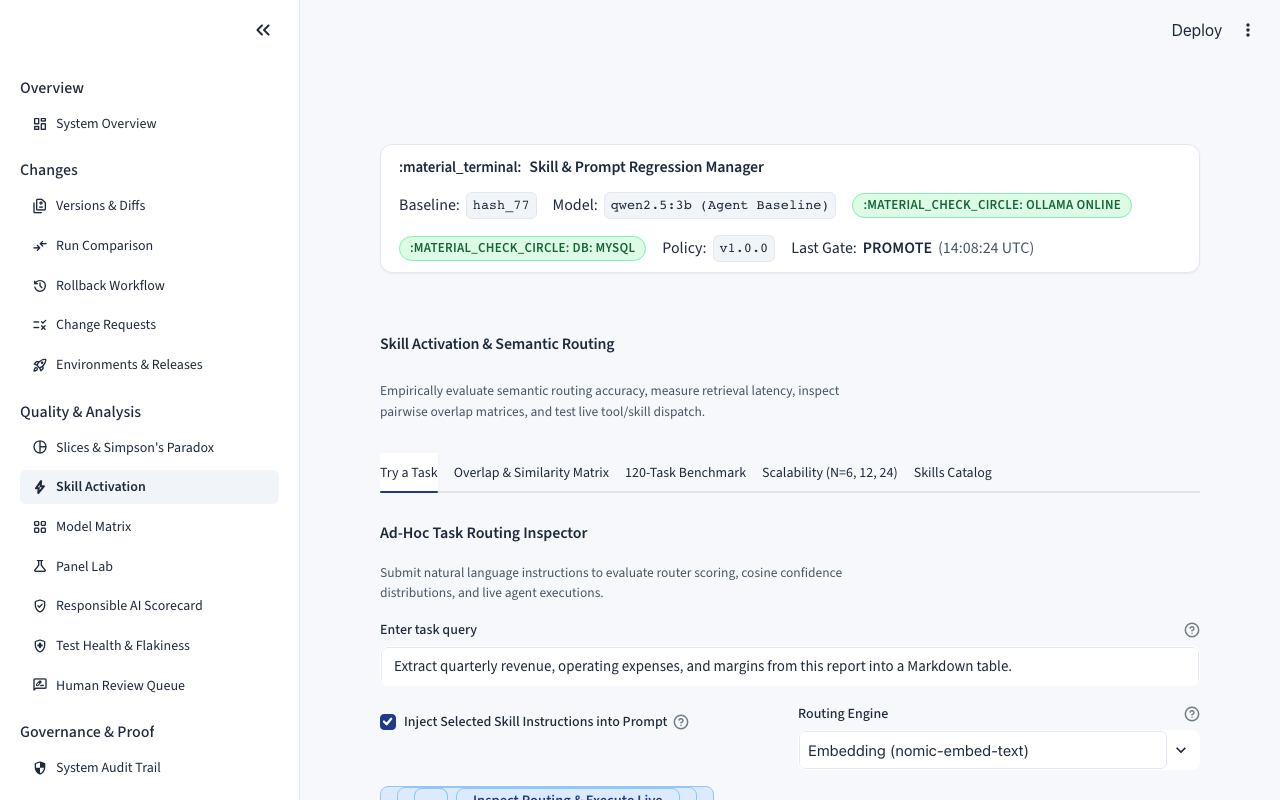 Deploy
Overview
System Overview
Changes
Versions & Diffs
Run Comparison
Rollback Workflow
Change Requests
Environments & Releases
Quality & Analysis
Slices & Simpson's Paradox
Skill Activation
Model Matrix
Panel Lab
Responsible AI Scorecard
Test Health & Flakiness
Human Review Queue
Governance & Proof
System Audit Trail
:material_terminal: Skill & Prompt Regression Manager
Baseline: hash_77 Model: qwen2.5:3b (Agent Baseline) :MATERIAL_CHECK_CIRCLE: OLLAMA ONLINE
:MATERIAL_CHECK_CIRCLE: DB: MYSQL Policy: v1.0.0 Last Gate: PROMOTE (14:08:24 UTC)
Skill Activation & Semantic Routing
Empirically evaluate semantic routing accuracy, measure retrieval latency, inspect
pairwise overlap matrices, and test live tool/skill dispatch.
Try a Task Overlap & Similarity Matrix 120-Task Benchmark Scalability (N=6, 12, 24) Skills Catalog
Ad-Hoc Task Routing Inspector
Submit natural language instructions to evaluate router scoring, cosine confidence
distributions, and live agent executions.
Enter task query
Extract quarterly revenue, operating expenses, and margins from this report into a Markdown table.
Inject Selected Skill Instructions into Prompt
Routing Engine
Embedding (nomic-embed-text)
Inspect Routing & Execute Live